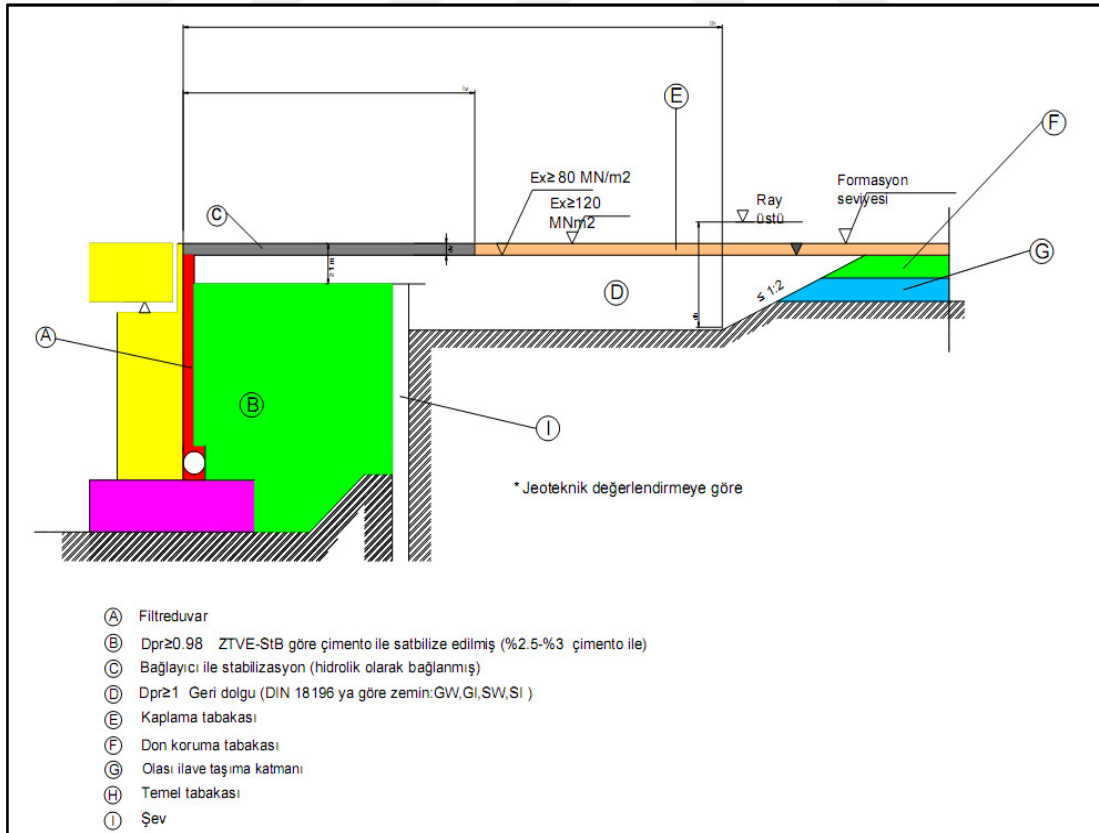 lh
lv
E
F
Ex≥ 80 MN/m2
Ex≥120
MNm2
Ray
üstü
Formasyon
seviyesi
C
G
≥ 1 m
D
≤ 1:2
A
B
I
* Jeoteknik değerlendirmeye göre
A Filtreduvar
B Dpr≥0.98 ZTVE-StB göre çimento ile satbilize edilmiş (%2.5-%3 çimento ile)
C Bağlayıcı ile stabilizasyon (hidrolik olarak bağlanmış)
D Dpr≥1 Geri dolgu (DIN 18196 ya göre zemin:GW,GI,SW,SI )
E Kaplama tabakası
F Don koruma tabakası
G Olası ilave taşıma katmanı
H Temel tabakası
I Şev